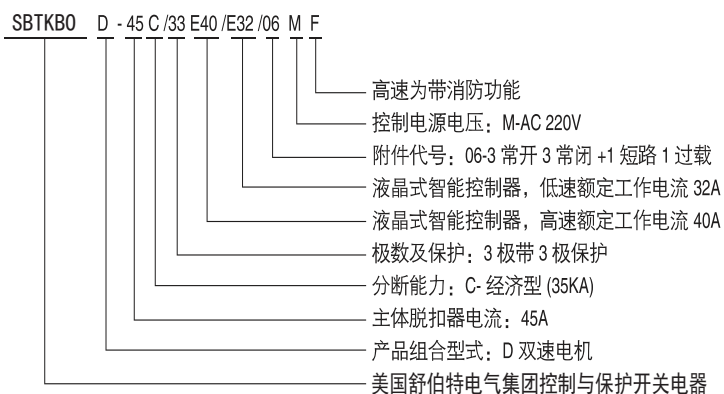 SBTKB0 D - 45 C /33 E40 /E32 /06 M F
高速为带消防功能
控制电源电压：M-AC 220V
附件代号：06-3 常开 3 常闭 +1 短路 1 过载
液晶式智能控制器，低速额定工作电流 32A
液晶式智能控制器，高速额定工作电流 40A
极数及保护：3 极带 3 极保护
分断能力：C- 经济型 (35KA)
主体脱扣器电流：45A
产品组合型式：D 双速电机
美国舒伯特电气集团控制与保护开关电器